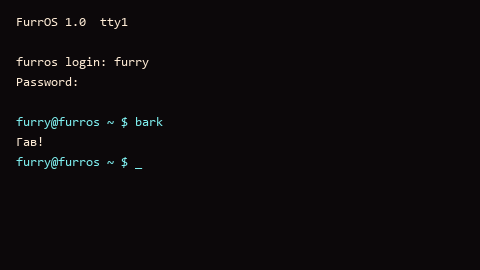 FurrOS 1.0  tty1
furros login: furry
Password:
furry@furros ~ $ bark
Гав!
furry@furros ~ $ _